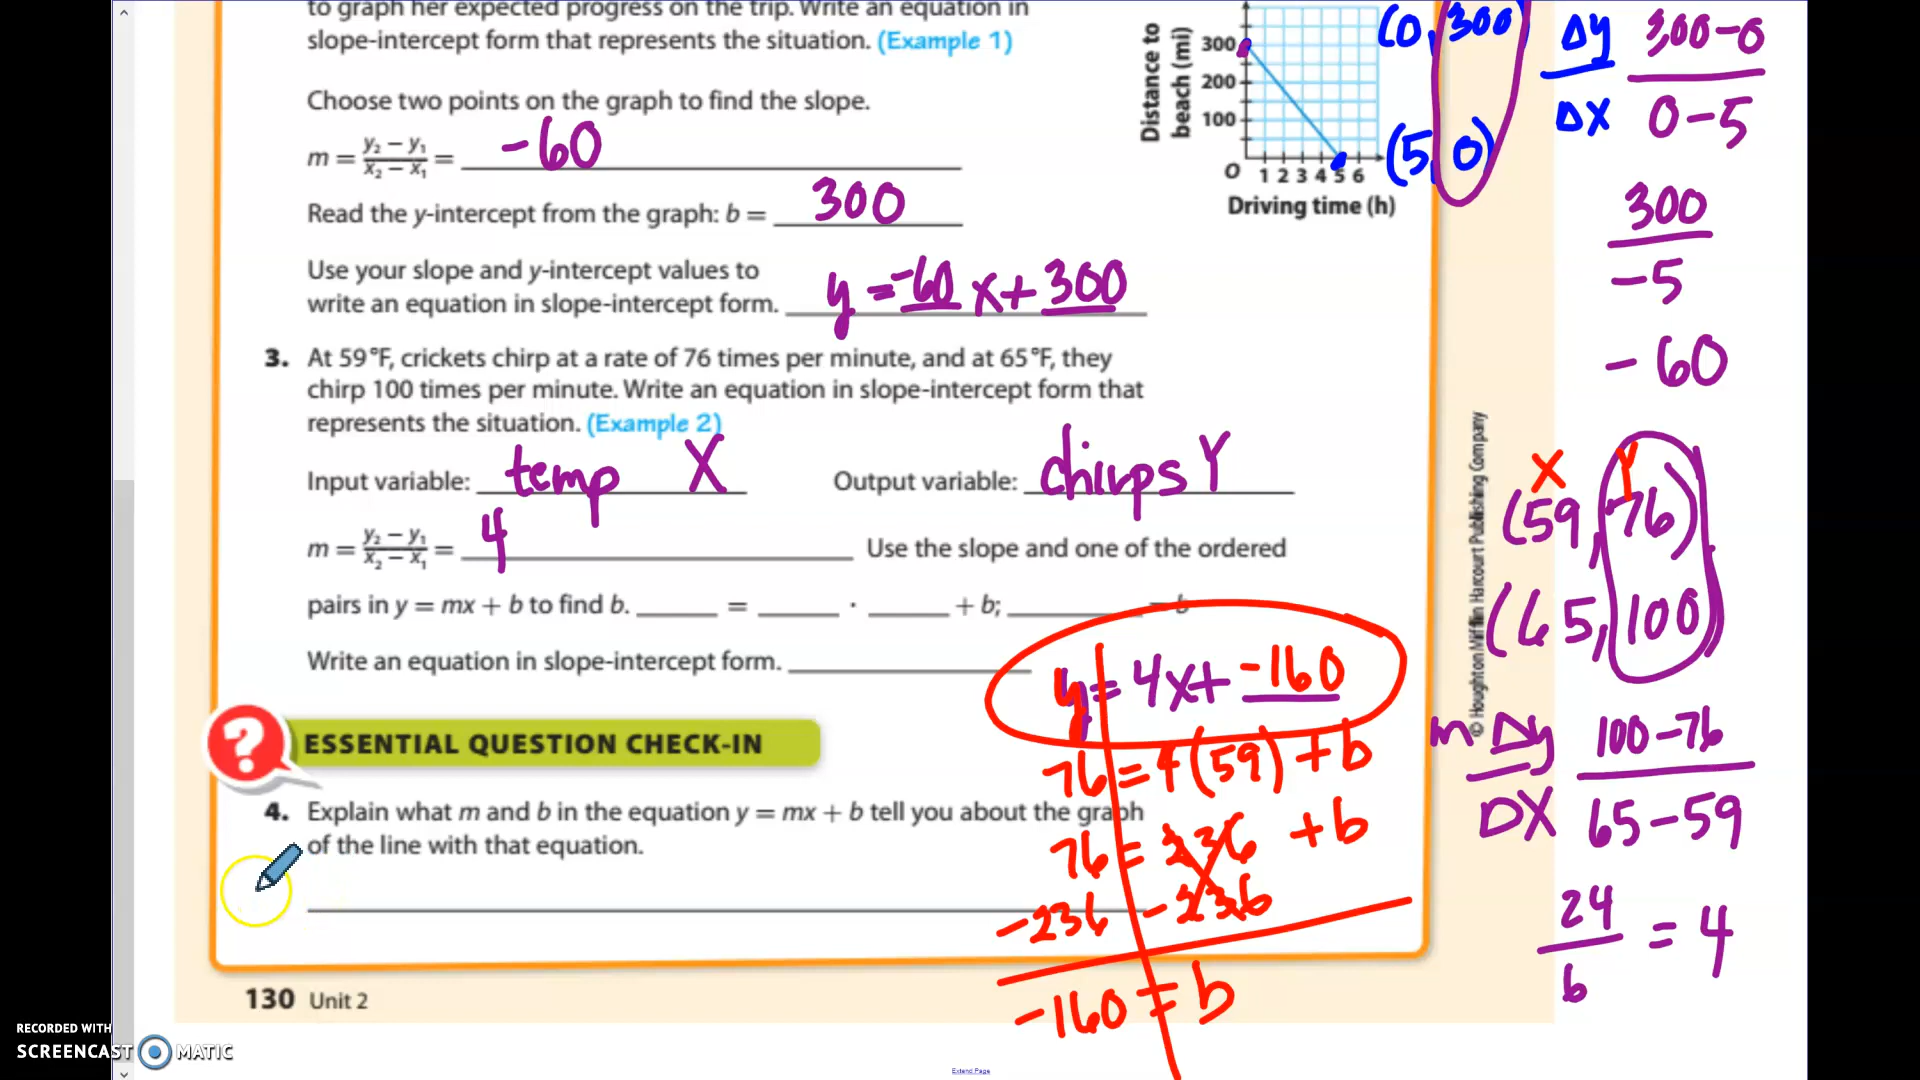 to graph her expected progress on the trip. Write an equation in
slope-intercept form that represents the situation. (Example 1)
Choose two points on the graph to find the slope.
m = y₂ − y₁ / x₂ − x₁ = -60
Read the y-intercept from the graph: b = 300
Use your slope and y-intercept values to
write an equation in slope-intercept form. y = -60 x + 300
Distance to
beach (mi)
300
200
100
O 1 2 3 4 5 6
Driving time (h)
(0, 300)
(5, 0)
Δy 300-0
Δx 0-5
300
-5
-60
3. At 59°F, crickets chirp at a rate of 76 times per minute, and at 65°F, they
chirp 100 times per minute. Write an equation in slope-intercept form that
represents the situation. (Example 2)
Input variable: temp X Output variable: chirps Y
m = y₂ − y₁ / x₂ − x₁ = 4 Use the slope and one of the ordered
pairs in y = mx + b to find b. ____ = ____ · ____ + b; ____ = b
Write an equation in slope-intercept form.
y = 4x + -160
76 = 4(59) + b
76 = 236 + b
-236 -236
-160 = b
X Y
(59, 76)
(65, 100)
m Δy 100-76
DX 65-59
24
6
= 4
© Houghton Mifflin Harcourt Publishing Company
?
ESSENTIAL QUESTION CHECK-IN
4. Explain what m and b in the equation y = mx + b tell you about the graph
of the line with that equation.
130 Unit 2
RECORDED WITH
SCREENCAST MATIC
Extend Page